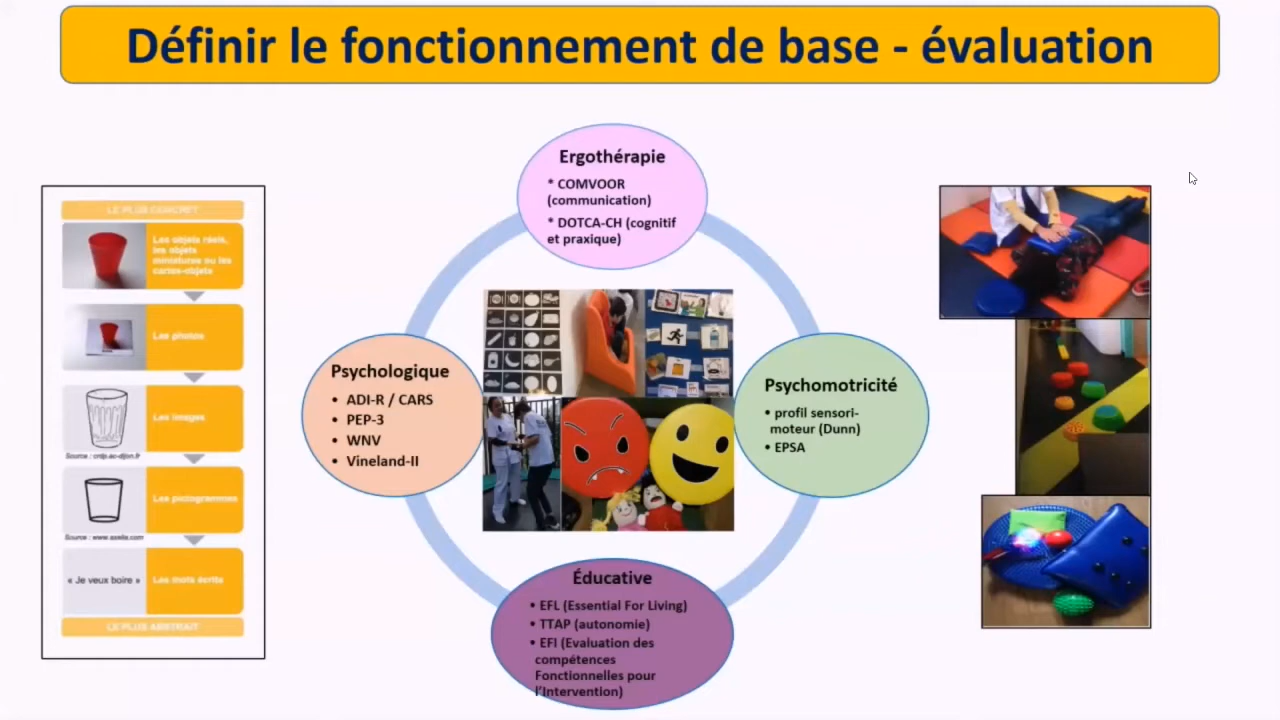 Définir le fonctionnement de base - évaluation
LE PLUS CONCRET
Les objets réels,
les objets
miniatures ou les
cartes-objets
Les photos
Les images
Source : crdp.ac-dijon.fr
Les pictogrammes
Source : www.axelia.com
« Je veux boire »
Les mots écrits
LE PLUS ABSTRAIT
Ergothérapie
* COMVOOR
(communication)
* DOTCA-CH (cognitif
et praxique)
Psychologique
• ADI-R / CARS
• PEP-3
• WNV
• Vineland-II
Psychomotricité
• profil sensori-
moteur (Dunn)
• EPSA
Éducative
• EFL (Essential For Living)
• TTAP (autonomie)
• EFI (Evaluation des
compétences
Fonctionnelles pour
l'Intervention)